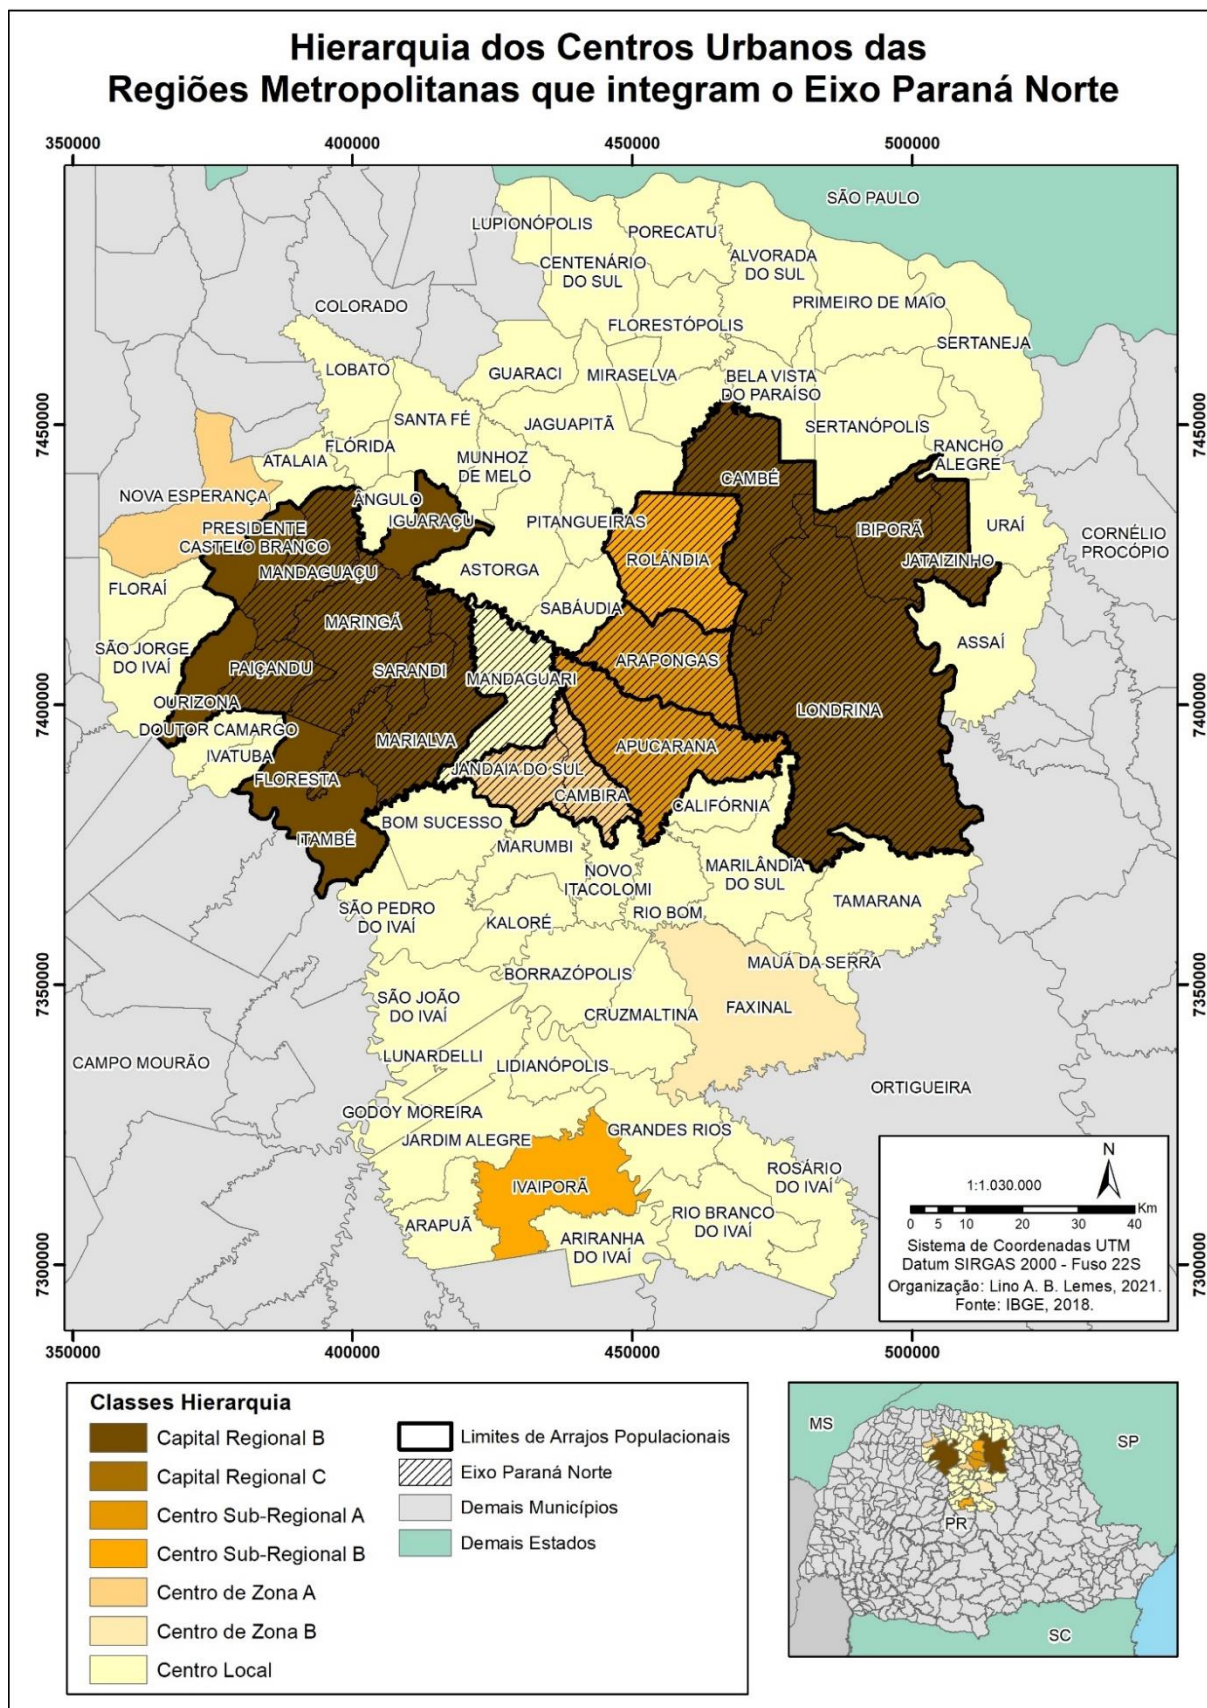 Hierarquia dos Centros Urbanos das
Regiões Metropolitanas que integram o Eixo Paraná Norte
350000
400000
450000
500000
SÃO PAULO
LUPIONÓPOLIS
PORECATU
CENTENÁRIO
DO SUL
ALVORADA
DO SUL
COLORADO
PRIMEIRO DE MAIO
FLORESTÓPOLIS
SERTANEJA
LOBATO
GUARACI
MIRASELVA
BELA VISTA
DO PARAÍSO
7450000
7450000
SANTA FÉ
JAGUAPITÃ
SERTANÓPOLIS
FLÓRIDA
RANCHO
ALEGRE
ATALAIA
MUNHOZ
DE MELO
CAMBÉ
NOVA ESPERANÇA
ÂNGULO
IGUARAÇU
PITANGUEIRAS
IBIPORÃ
URAÍ
CORNÉLIO
PROCÓPIO
PRESIDENTE
CASTELO BRANCO
ROLÂNDIA
JATAIZINHO
MANDAGUAÇU
ASTORGA
FLORAÍ
SABÁUDIA
MARINGÁ
SÃO JORGE
DO IVAÍ
ASSAÍ
PAIÇANDU
SARANDI
MANDAGUARI
ARAPONGAS
7400000
7400000
OURIZONA
LONDRINA
DOUTOR CAMARGO
MARIALVA
APUCARANA
IVATUBA
JANDAIA DO SUL
FLORESTA
CAMBIRA
CALIFÓRNIA
BOM SUCESSO
ITAMBÉ
MARUMBI
NOVO
ITACOLOMI
MARILÂNDIA
DO SUL
TAMARANA
SÃO PEDRO
DO IVAÍ
KALORÉ
RIO BOM
MAUÁ DA SERRA
BORRAZÓPOLIS
7350000
7350000
SÃO JOÃO
DO IVAÍ
FAXINAL
CRUZMALTINA
CAMPO MOURÃO
LUNARDELLI
LIDIANÓPOLIS
ORTIGUEIRA
GODOY MOREIRA
GRANDES RIOS
JARDIM ALEGRE
ROSÁRIO
DO IVAÍ
IVAIPORÃ
RIO BRANCO
DO IVAÍ
ARAPUÃ
ARIRANHA
DO IVAÍ
7300000
7300000
N
1:1.030.000
0 5 10 20 30 40 Km
Sistema de Coordenadas UTM
Datum SIRGAS 2000 - Fuso 22S
Organização: Lino A. B. Lemes, 2021.
Fonte: IBGE, 2018.
350000
400000
450000
500000
Classes Hierarquia
Capital Regional B
Capital Regional C
Centro Sub-Regional A
Centro Sub-Regional B
Centro de Zona A
Centro de Zona B
Centro Local
Limites de Arrajos Populacionais
Eixo Paraná Norte
Demais Municípios
Demais Estados
MS
SP
PR
SC